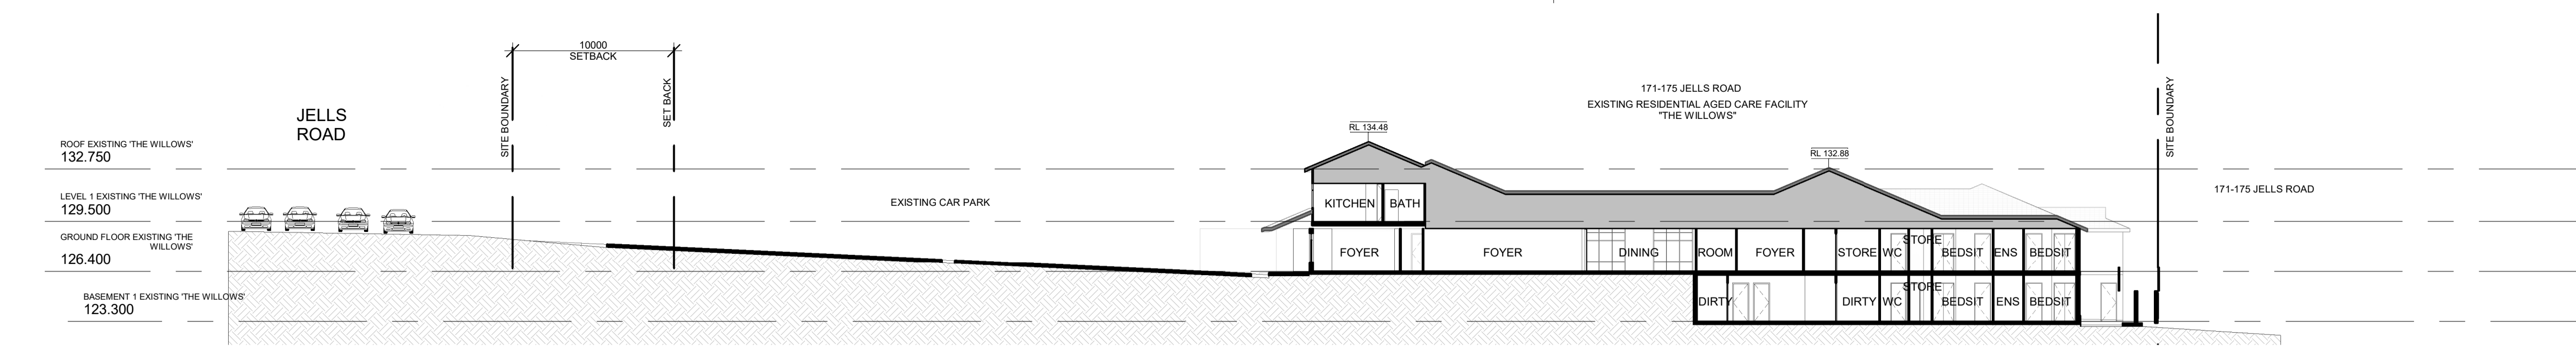 10000
SETBACK
SITE BOUNDARY
SET BACK
JELLS
ROAD
ROOF EXISTING 'THE WILLOWS'
132.750
LEVEL 1 EXISTING 'THE WILLOWS'
129.500
GROUND FLOOR EXISTING 'THE
WILLOWS'
126.400
BASEMENT 1 EXISTING 'THE WILLOWS'
123.300
EXISTING CAR PARK
171-175 JELLS ROAD
EXISTING RESIDENTIAL AGED CARE FACILITY
"THE WILLOWS"
RL 134.48
RL 132.88
SITE BOUNDARY
171-175 JELLS ROAD
KITCHEN BATH
FOYER FOYER DINING ROOM FOYER STORE WC STORE BEDSIT ENS BEDSIT
DIRTY DIRTY WC STORE BEDSIT ENS BEDSIT